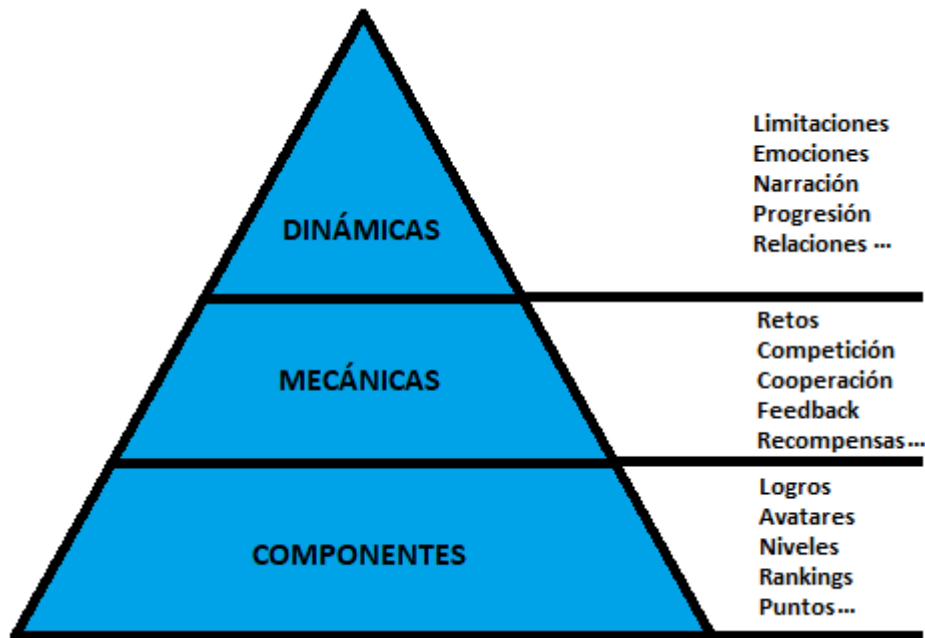 DINÁMICAS
Limitaciones
Emociones
Narración
Progresión
Relaciones ...
MECÁNICAS
Retos
Competición
Cooperación
Feedback
Recompensas...
COMPONENTES
Logros
Avatares
Niveles
Rankings
Puntos...